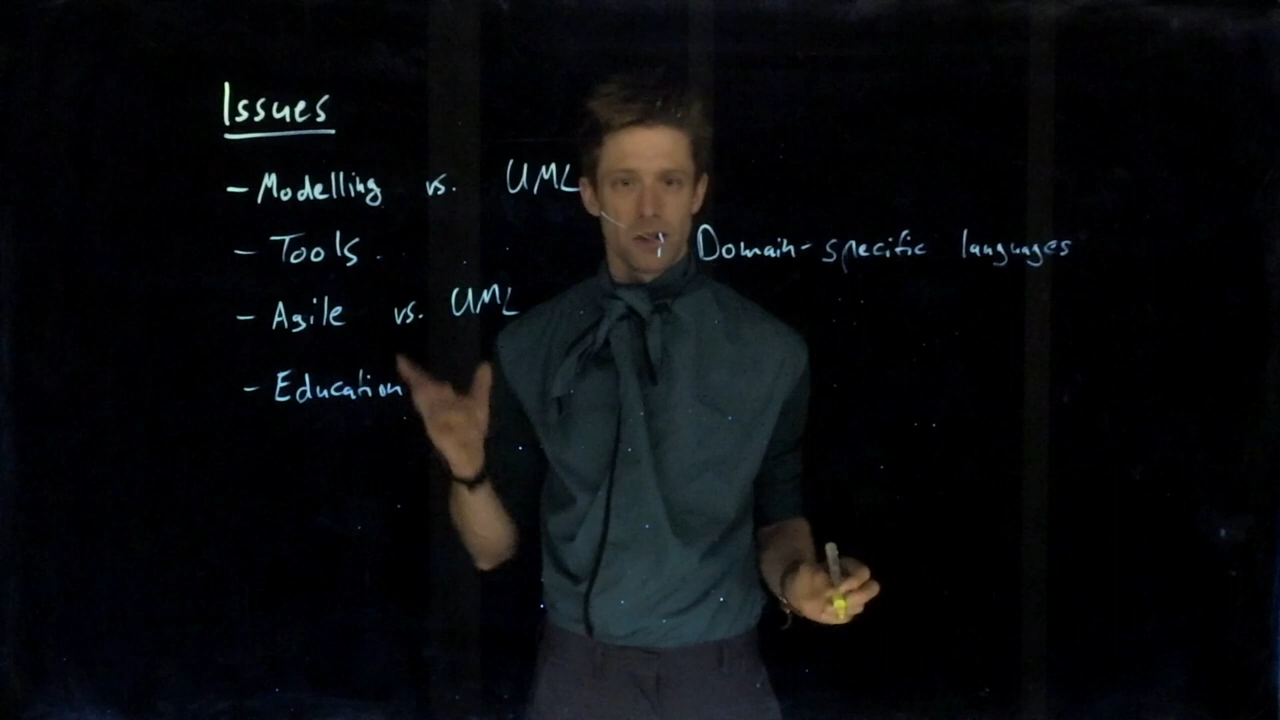 Issues
- Modelling vs. UML
- Tools
Domain-specific languages
- Agile vs. UML
- Education